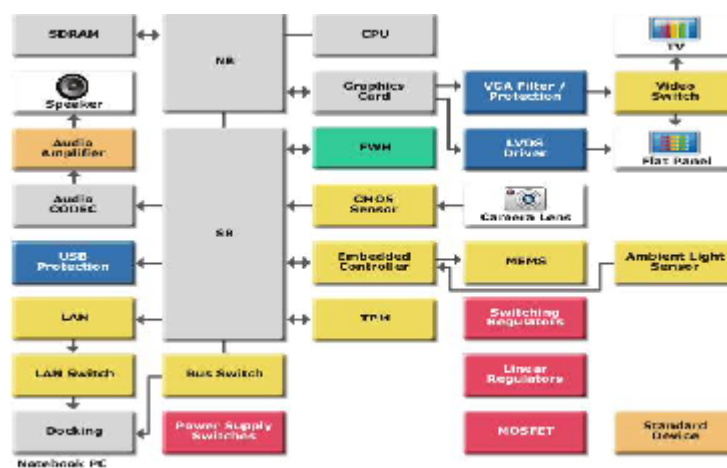 SDRAM
NB
CPU
TV
Speaker
Graphics
Card
VGA Filter /
Protection
Video
Switch
Audio
Amplifier
FWH
LVDS
Driver
Flat Panel
Audio
CODEC
SB
CMOS
Sensor
Camera Lens
USB
Protection
Embedded
Controller
MEMS
Ambient Light
Sensor
LAN
TPM
Switching
Regulators
LAN Switch
Bus Switch
Linear
Regulators
Docking
Power Supply
Switches
MOSFET
Standard
Device
Notebook PC